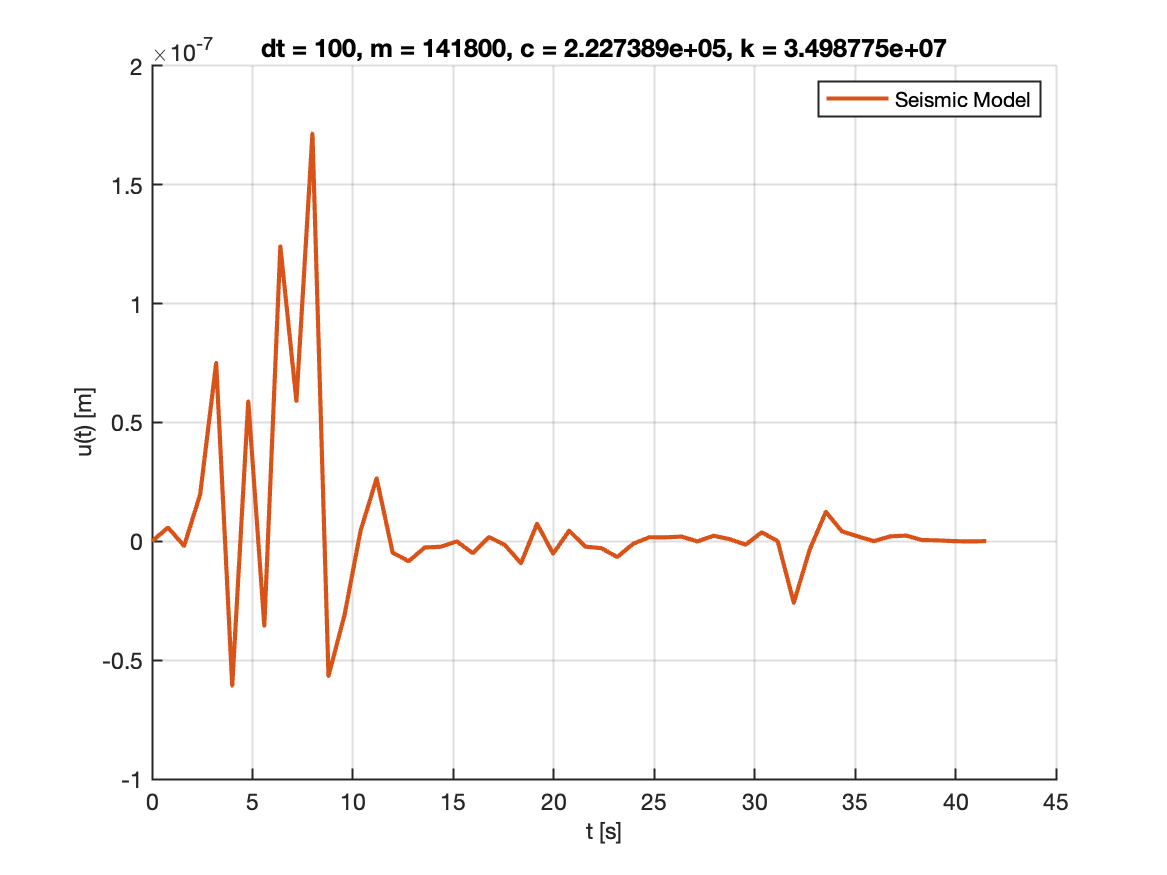 ×10-7
dt = 100, m = 141800, c = 2.227389e+05, k = 3.498775e+07
Seismic Model
2
1.5
1
0.5
0
-0.5
-1
u(t) [m]
0 5 10 15 20 25 30 35 40 45
t [s]